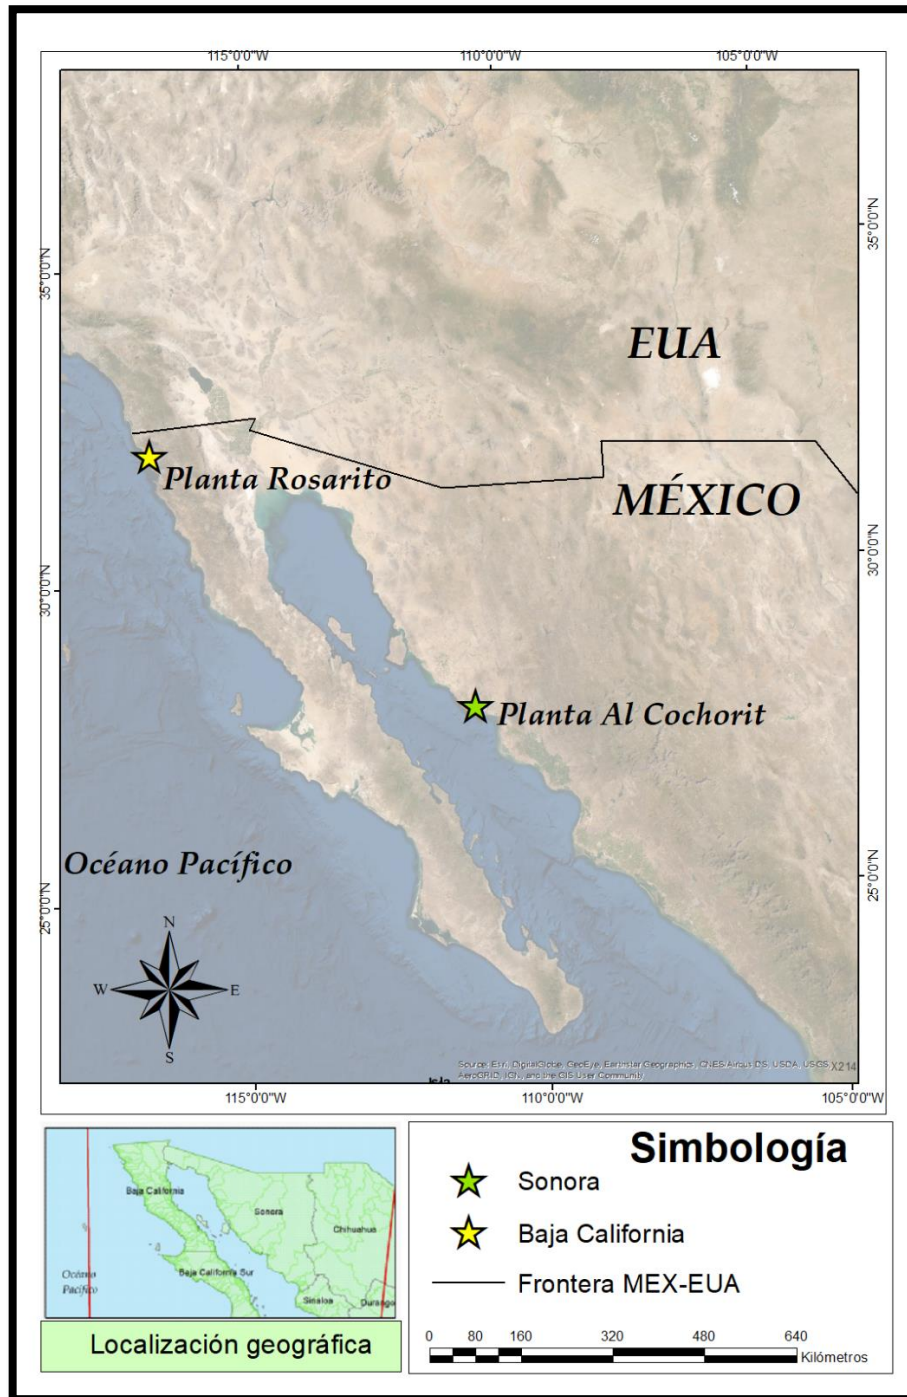 115°0'0"W 110°0'0"W 105°0'0"W
35°0'0"N
35°0'0"N
EUA
Planta Rosarito
MÉXICO
30°0'0"N
30°0'0"N
Planta Al Cochorit
Océano Pacífico
25°0'0"N
25°0'0"N
N
W E
S
Source: Esri, DigitalGlobe, GeoEye, Earthstar Geographics, CNES/Airbus DS, USDA, USGS, X214
AeroGRID, IGN, and the GIS User Community
Isla
115°0'0"W 110°0'0"W 105°0'0"W
Baja California
Sonora
Chihuahua
Océano
Pacífico
Baja California Sur
Sinaloa
Durango
Localización geográfica
Simbología
Sonora
Baja California
Frontera MEX-EUA
0 80 160 320 480 640
Kilómetros